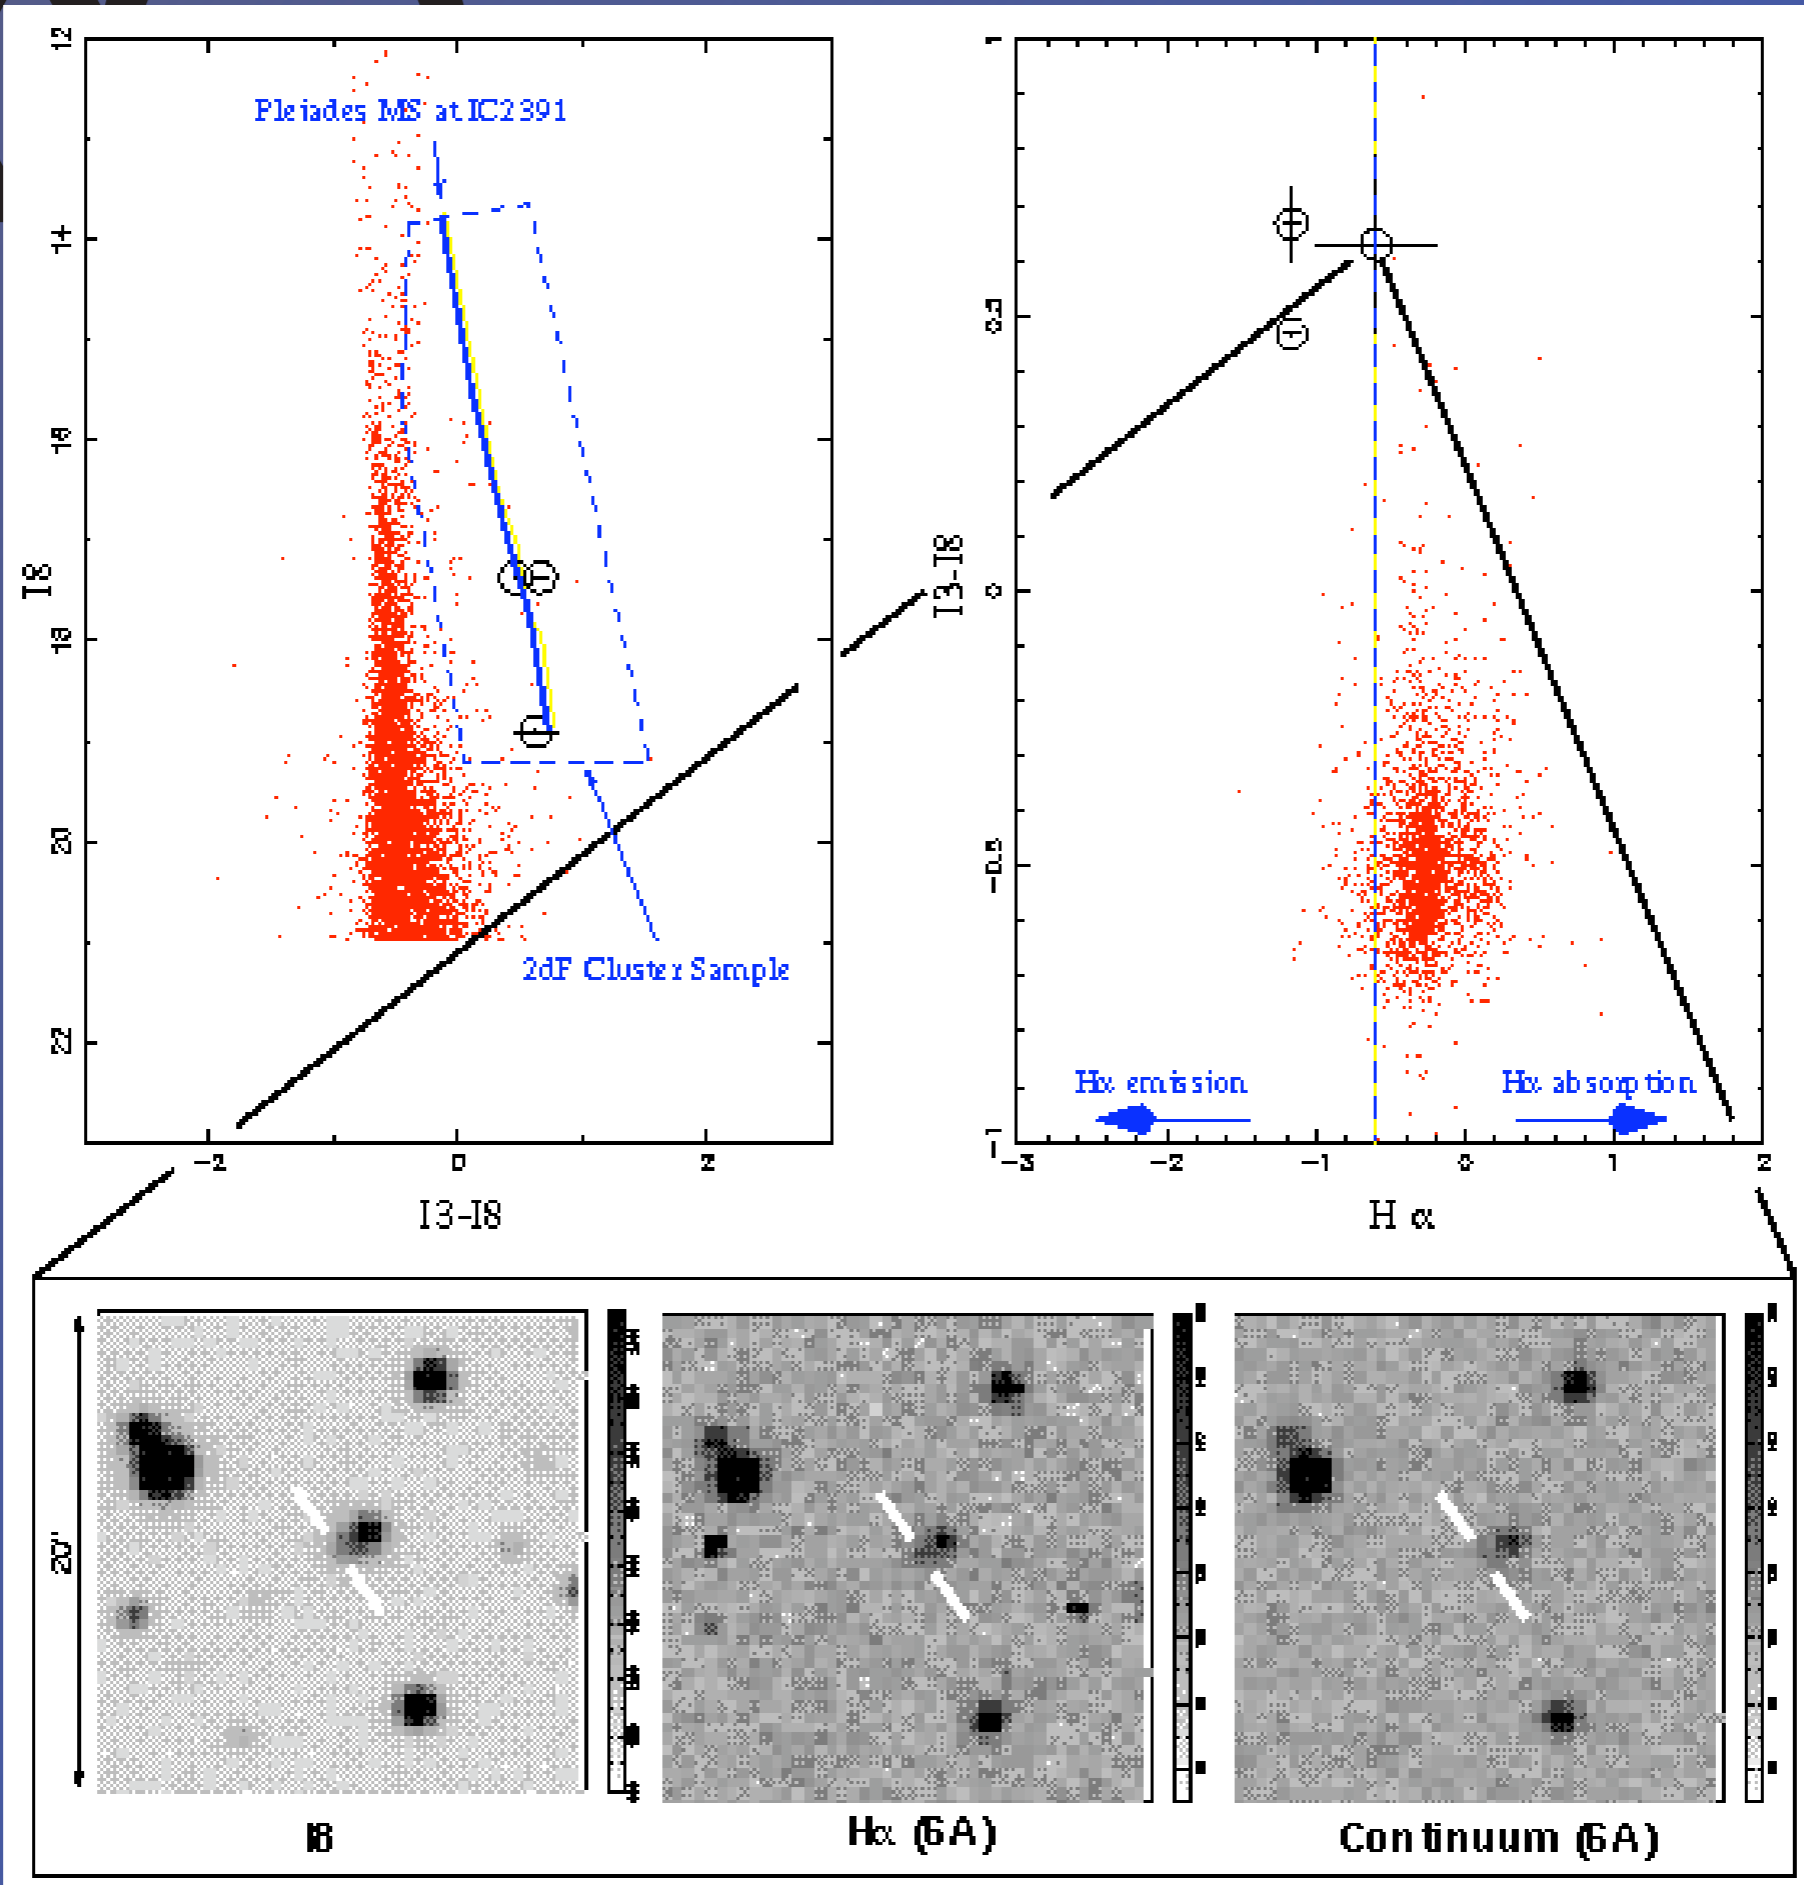 Pleiades MS at IC2391
12
14
16
18
20
22
I8
-2
0
2
I3-I8
2dF Cluster Sample
1
0.5
0
-0.5
-1
I3-I8
Hα emission
Hα absorption
-3
-2
-1
0
1
2
H α
20"
I8
Hα (6A)
Continuum (6A)